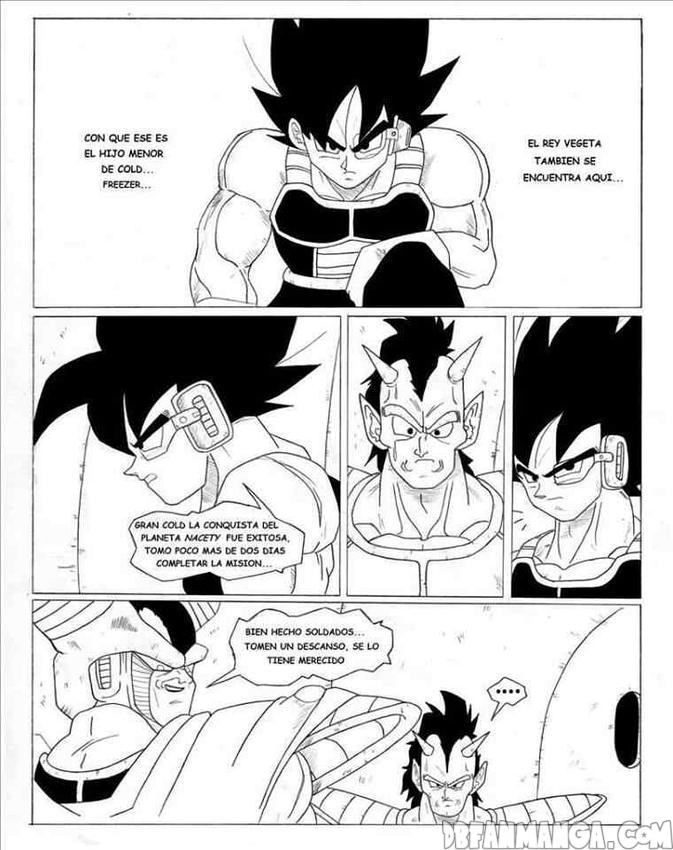 CON QUE ESE ES
EL HIJO MENOR
DE COLD...
FREEZER...
EL REY VEGETA
TAMBIEN SE
ENCUENTRA AQUI...
GRAN COLD LA CONQUISTA DEL
PLANETA NACETY FUE EXITOSA,
TOMO POCO MAS DE DOS DIAS
COMPLETAR LA MISION...
BIEN HECHO SOLDADOS...
TOMEN UN DESCANSO, SE LO
TIENE MERECIDO
....
DBFANMANGA.COM